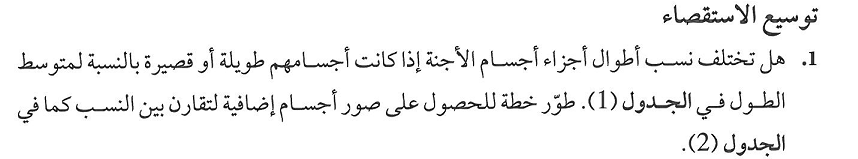 توسيع الاستقصاء
1. هل تختلف نسب أطوال أجزاء أجسام الأجنة إذا كانت أجسامهم طويلة أو قصيرة بالنسبة لمتوسط
الطول في الجدول (1). طوّر خطة للحصول على صور أجسام إضافية لتقارن بين النسب كما في
الجدول (2).